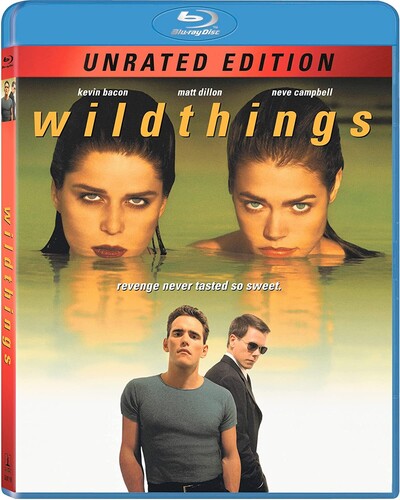 Blu-ray Disc
UNRATED EDITION
kevin bacon matt dillon neve campbell
wildthings
revenge never tasted so sweet.
wildthings